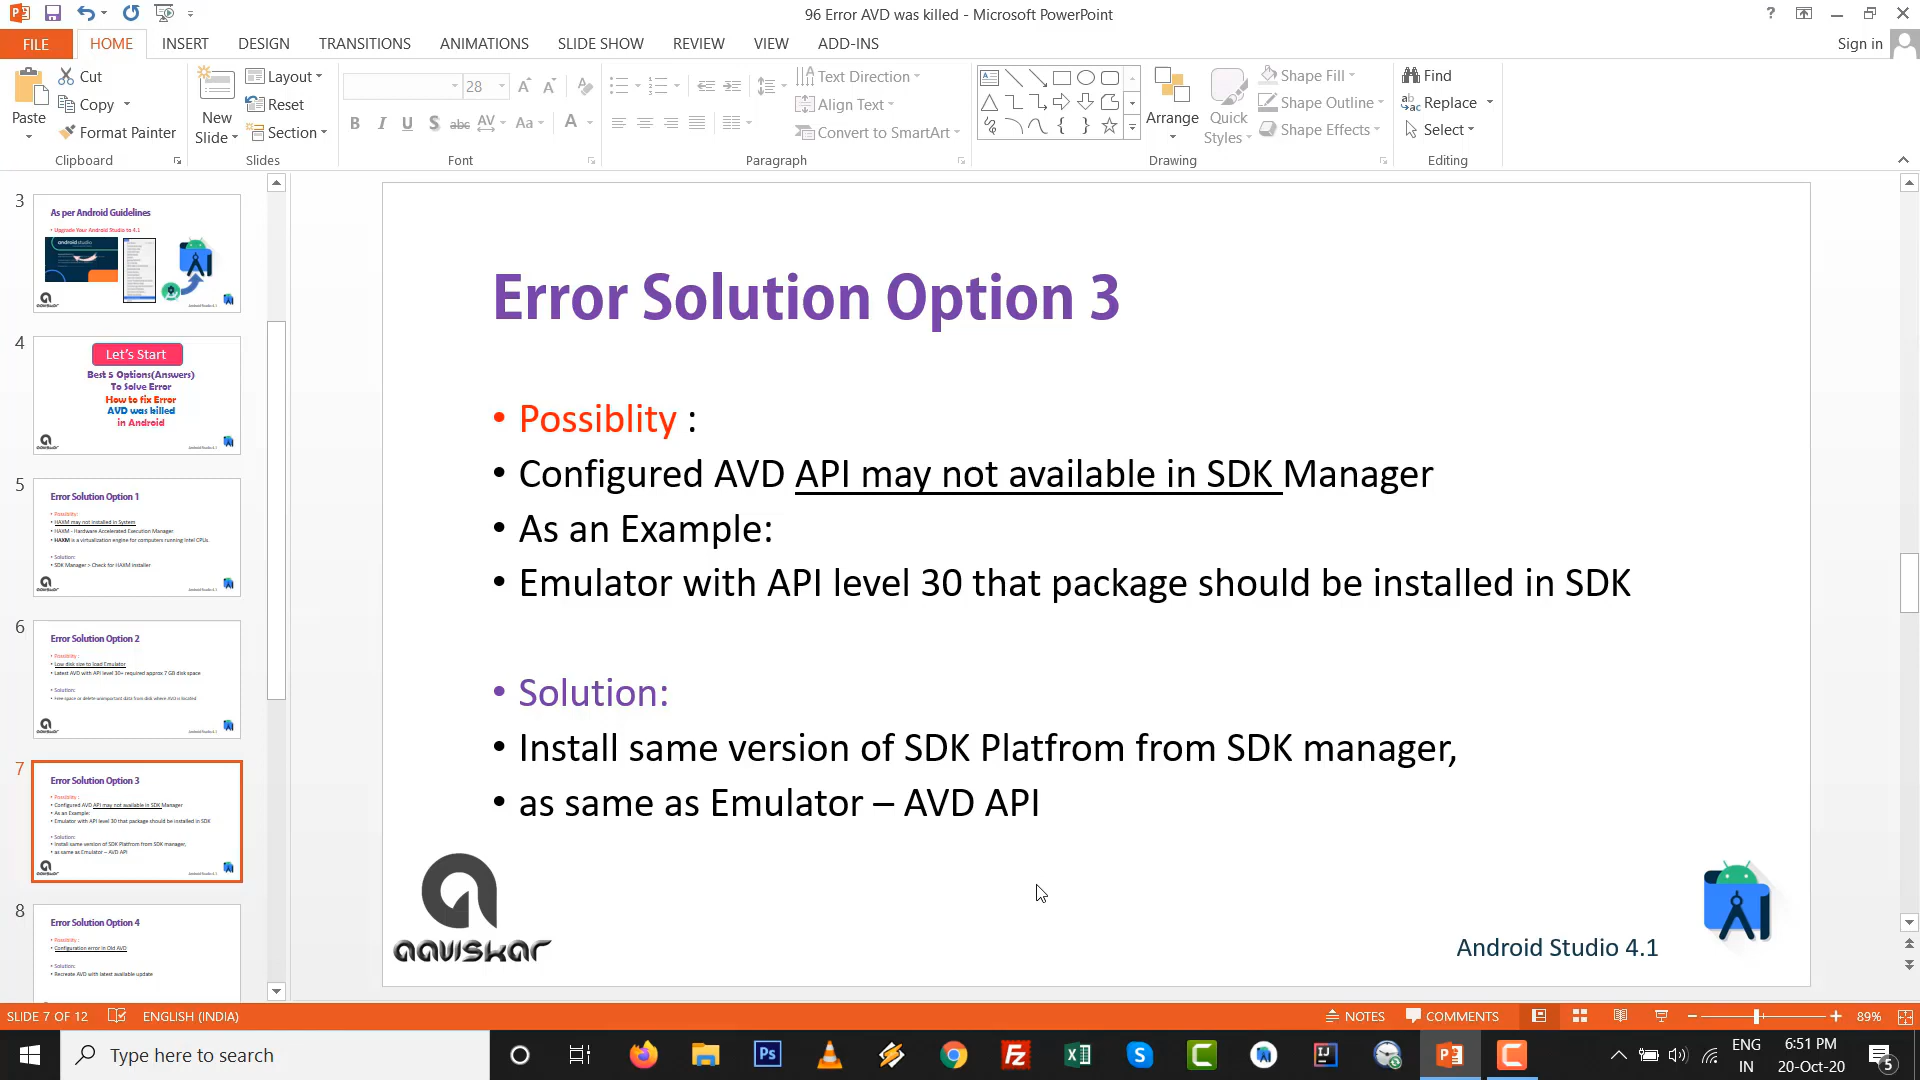 96 Error AVD was killed - Microsoft PowerPoint
FILE HOME INSERT DESIGN TRANSITIONS ANIMATIONS SLIDE SHOW REVIEW VIEW ADD-INS Sign in
Paste Cut Copy Format Painter
Clipboard
New Slide Layout Reset Section
Slides
28
B I U S abc AV Aa A
Font
Text Direction
Align Text
Convert to SmartArt
Paragraph
Arrange Quick Styles
Shape Fill
Shape Outline
Shape Effects
Drawing
Find
Replace
Select
Editing
3
As per Android Guidelines
• Upgrade Your Android Studio to 4.1
4
Let's Start
Best 5 Options(Answers)
To Solve Error
How to fix Error
AVD was killed
in Android
5
Error Solution Option 1
• Possiblity:
• HAXM may not installed in System
• HAXM - Hardware Accelerated Execution Manager
• HAXM is a virtualization engine for computers running Intel CPUs.
• Solution:
• SDK Manager > Check for HAXM installer
6
Error Solution Option 2
• Possiblity :
• Low disk size to load Emulator
• Latest AVD with API level 30+ required approx 7 GB disk space
• Solution:
• Free space or delete unimportant data from disk where AVD is located
7
Error Solution Option 3
• Possiblity :
• Configured AVD API may not available in SDK Manager
• As an Example:
• Emulator with API level 30 that package should be installed in SDK
• Solution:
• Install same version of SDK Platfrom from SDK manager,
• as same as Emulator – AVD API
8
Error Solution Option 4
• Possiblity :
• Configuration error in Old AVD
• Solution:
• Recreate AVD with latest available update
Error Solution Option 3
• Possiblity :
• Configured AVD API may not available in SDK Manager
• As an Example:
• Emulator with API level 30 that package should be installed in SDK
• Solution:
• Install same version of SDK Platfrom from SDK manager,
• as same as Emulator – AVD API
aaviskar
Android Studio 4.1
SLIDE 7 OF 12 ENGLISH (INDIA) NOTES COMMENTS 89%
Type here to search
ENG
IN
6:51 PM
20-Oct-20
5